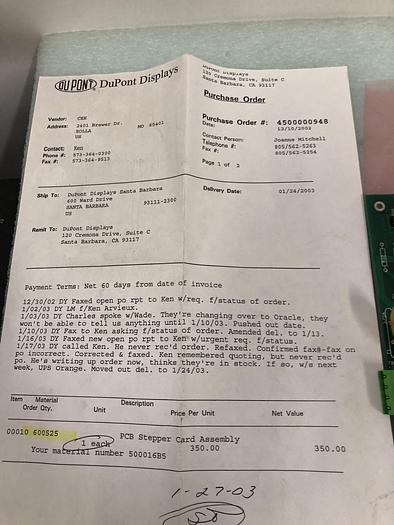 DUPONT DuPont Displays
DuPont Displays
120 Cremona Drive, Suite C
Santa Barbara, CA 93117
Purchase Order
Vendor: CEK
Address: 2401 Brewer Dr.
ROLLA MO 65401
US
Purchase Order #: 4500000948
Date: 12/10/2002
Contact Person: Joanne Mitchell
Telephone #: 805/562-5263
Fax #: 805/562-5254
Contact: Ken
Phone #: 573-364-0300
Fax #: 573-364-9513
Page 1 of 2
Ship To: DuPont Displays Santa Barbara
600 Ward Drive
SANTA BARBARA 93111-2300
US
Delivery Date: 01/24/2003
Remit To: DuPont Displays
120 Cremona Drive, Suite C
Santa Barbara, CA 93117
Payment Terms: Net 60 days from date of invoice
12/30/02 DY Faxed open po rpt to Ken w/req. f/status of order.
1/02/03 DY LM f/Ken Arvieux.
1/03/03 DY Charles spoke w/Wade. They're changing over to Oracle, they
won't be able to tell us anything until 1/10/03. Pushed out date.
1/10/03 DY Fax to Ken asking f/status of order. Amended del. to 1/13.
1/16/03 DY Faxed new open po rpt to Ken w/urgent req. f/status.
1/17/03 DY called Ken. He never rec'd order. Refaxed. Confirmed fax#-fax on
po incorrect. Corrected & faxed. Ken remembered quoting, but never rec'd
po. He's writing up order now, thinks they're in stock. If so, w/s next
week, UPS Orange. Moved out del. to 1/24/03.
Item Material Description
Order Qty. Unit Price Per Unit Net Value
00010 600525 PCB Stepper Card Assembly
1 each 350.00 350.00
Your material number 500016B5
1-27-03